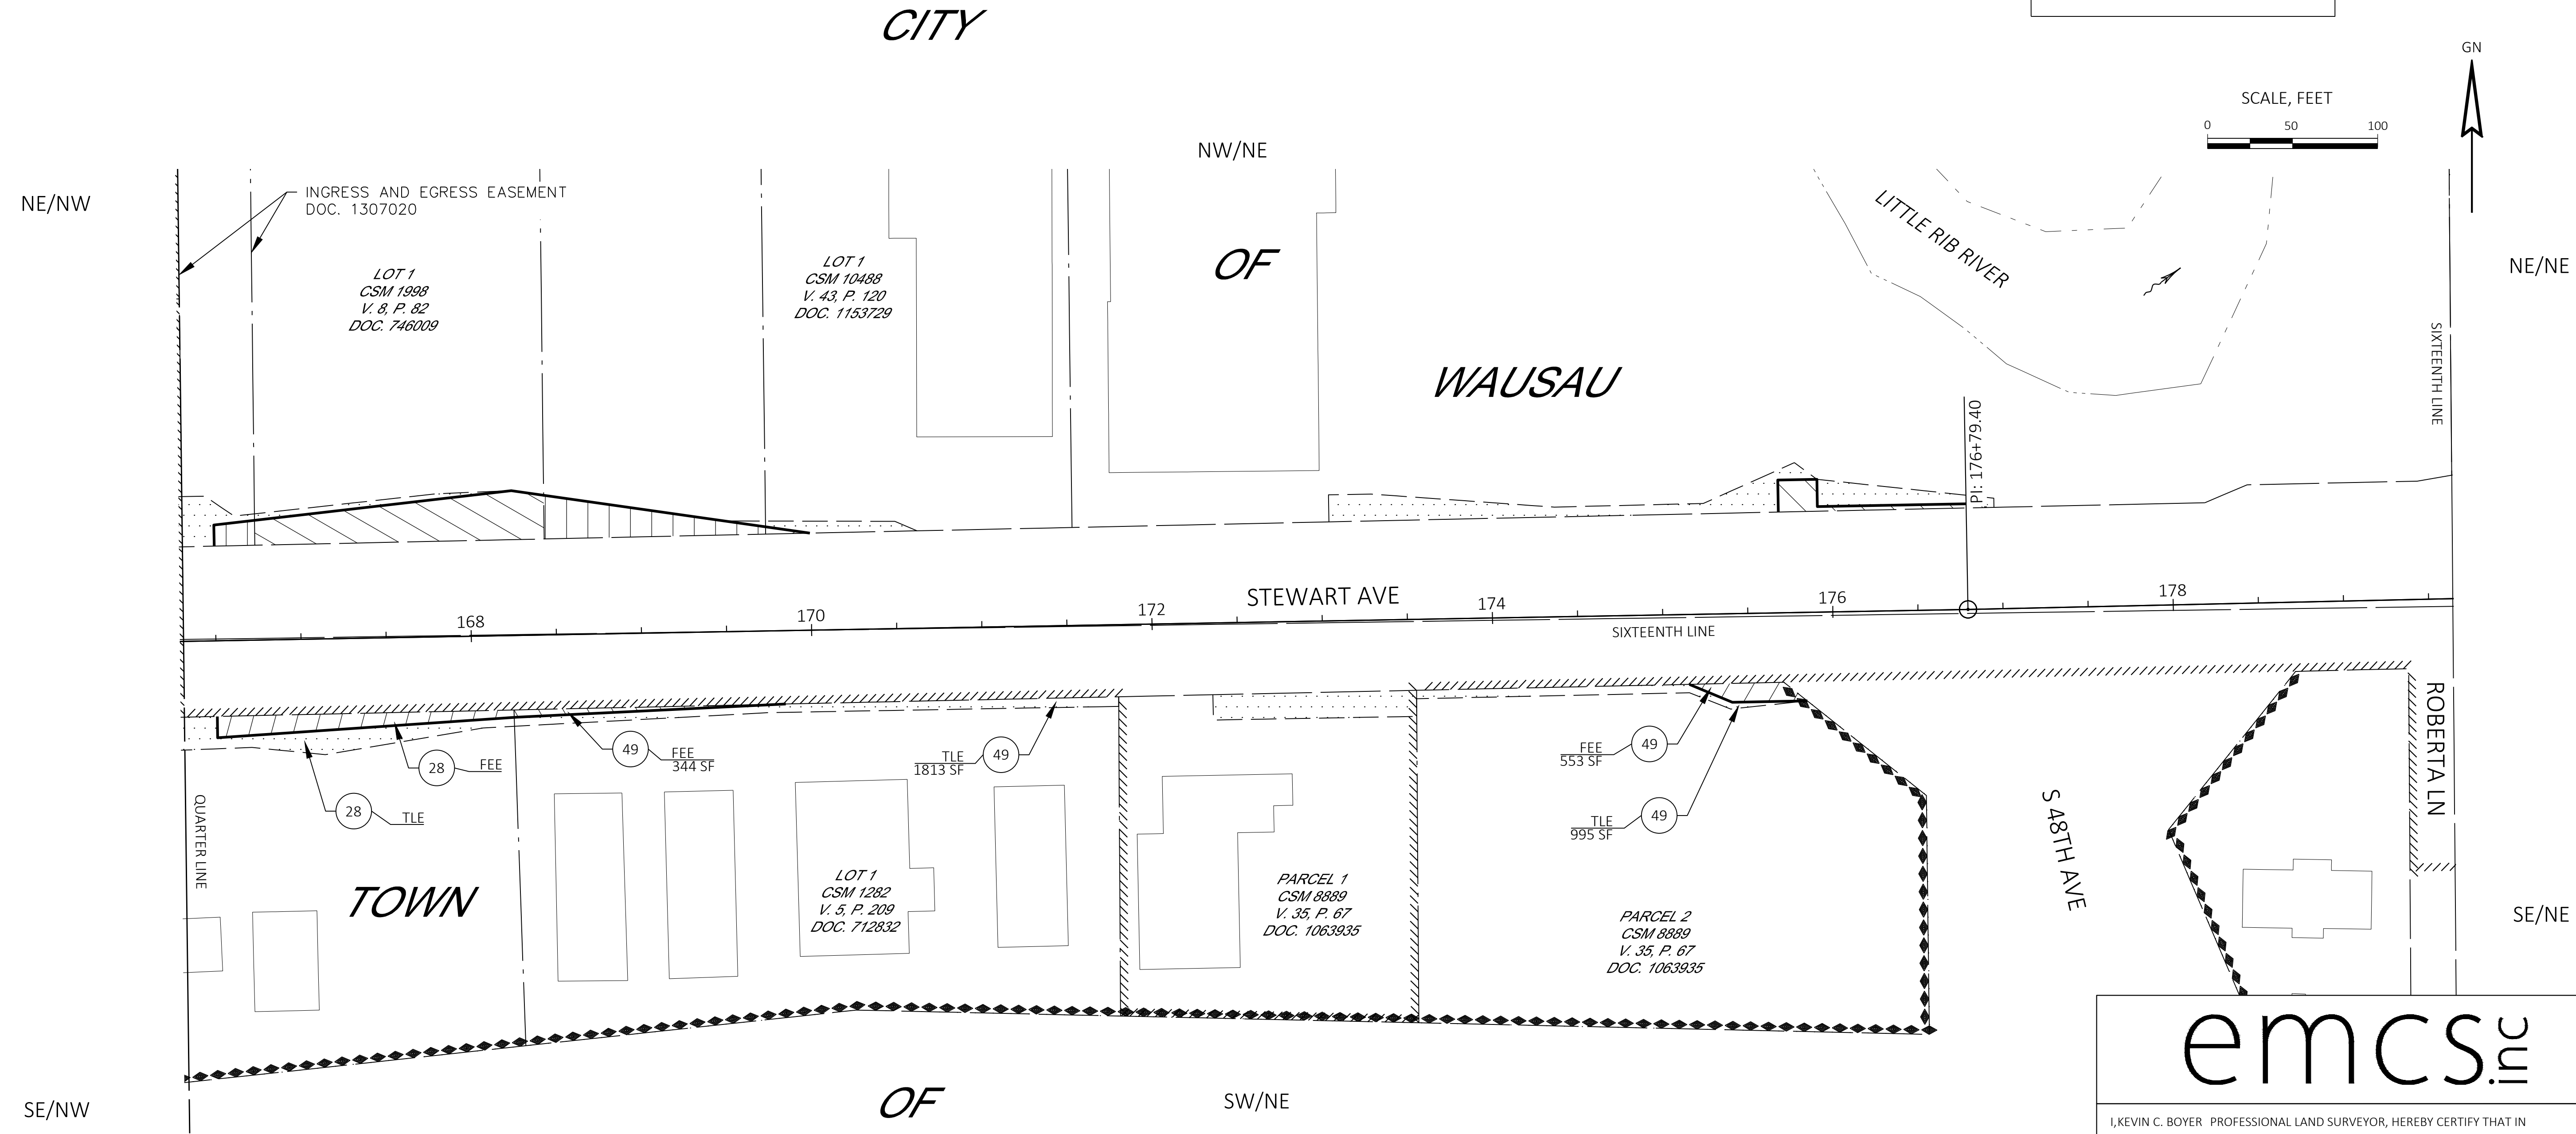 CITY
GN
SCALE, FEET
0 50 100
NW/NE
NE/NW
INGRESS AND EGRESS EASEMENT
DOC. 1307020
LITTLE RIB RIVER
NE/NE
LOT 1
CSM 1998
V. 8, P. 82
DOC. 746009
LOT 1
CSM 10488
V. 43, P. 120
DOC. 1153729
OF
WAUSAU
SIXTEENTH LINE
PI: 176+79.40
STEWART AVE
168 170 172 174 176 178
SIXTEENTH LINE
ROBERTA LN
49 FEE
344 SF
28 FEE
28 TLE
TLE 49
1813 SF
FEE 49
553 SF
TLE 49
995 SF
QUARTER LINE
S 48TH AVE
TOWN
LOT 1
CSM 1282
V. 5, P. 209
DOC. 712832
PARCEL 1
CSM 8889
V. 35, P. 67
DOC. 1063935
PARCEL 2
CSM 8889
V. 35, P. 67
DOC. 1063935
SE/NE
SE/NW
OF
SW/NE
emcs inc
I,KEVIN C. BOYER PROFESSIONAL LAND SURVEYOR, HEREBY CERTIFY THAT IN